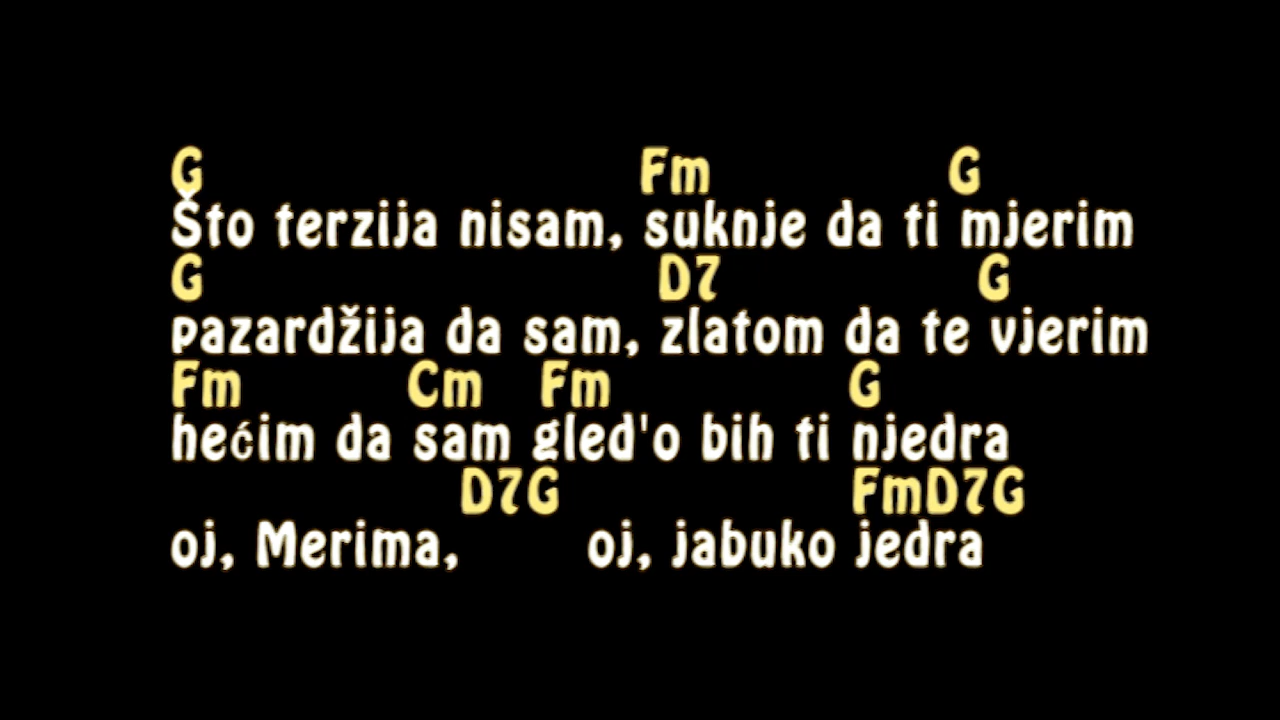 G Fm G
Što terzija nisam, suknje da ti mjerim
G D7 G
pazardžija da sam, zlatom da te vjerim
Fm Cm Fm G
hećim da sam gled'o bih ti njedra
D7G FmD7G
oj, Merima, oj, jabuko jedra